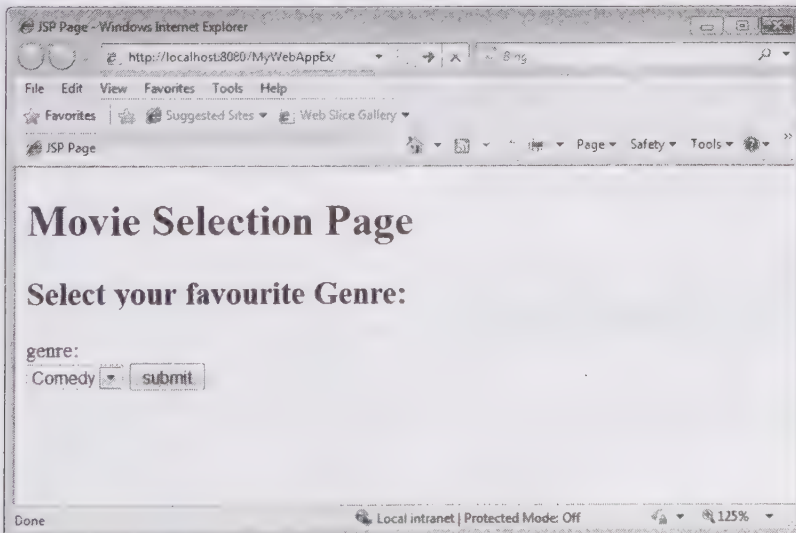 JSP Page - Windows Internet Explorer
http://localhost:8080/MyWebAppEx/
Bing
File Edit View Favorites Tools Help
Favorites Suggested Sites Web Slice Gallery
JSP Page Page Safety Tools
Movie Selection Page
Select your favourite Genre:
genre:
Comedy submit
Done Local intranet | Protected Mode: Off 125%